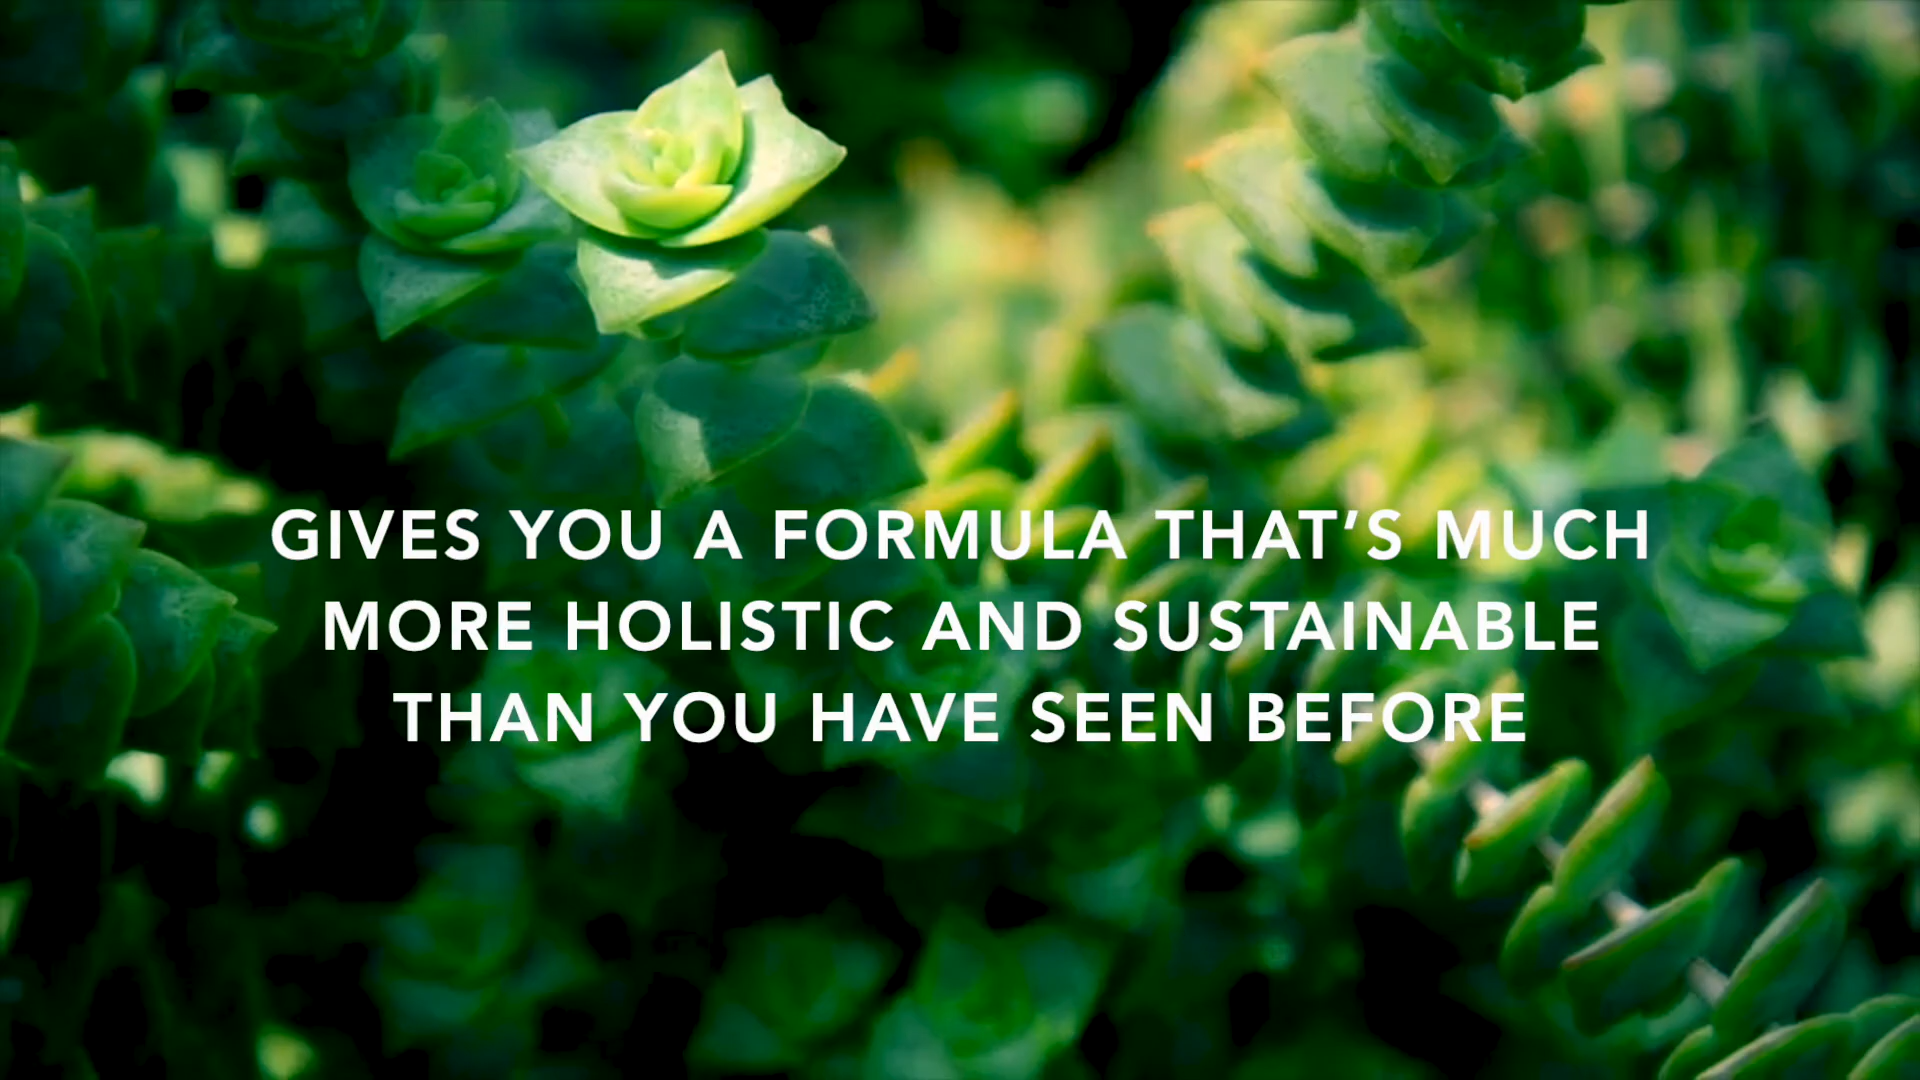 GIVES YOU A FORMULA THAT’S MUCH
MORE HOLISTIC AND SUSTAINABLE
THAN YOU HAVE SEEN BEFORE